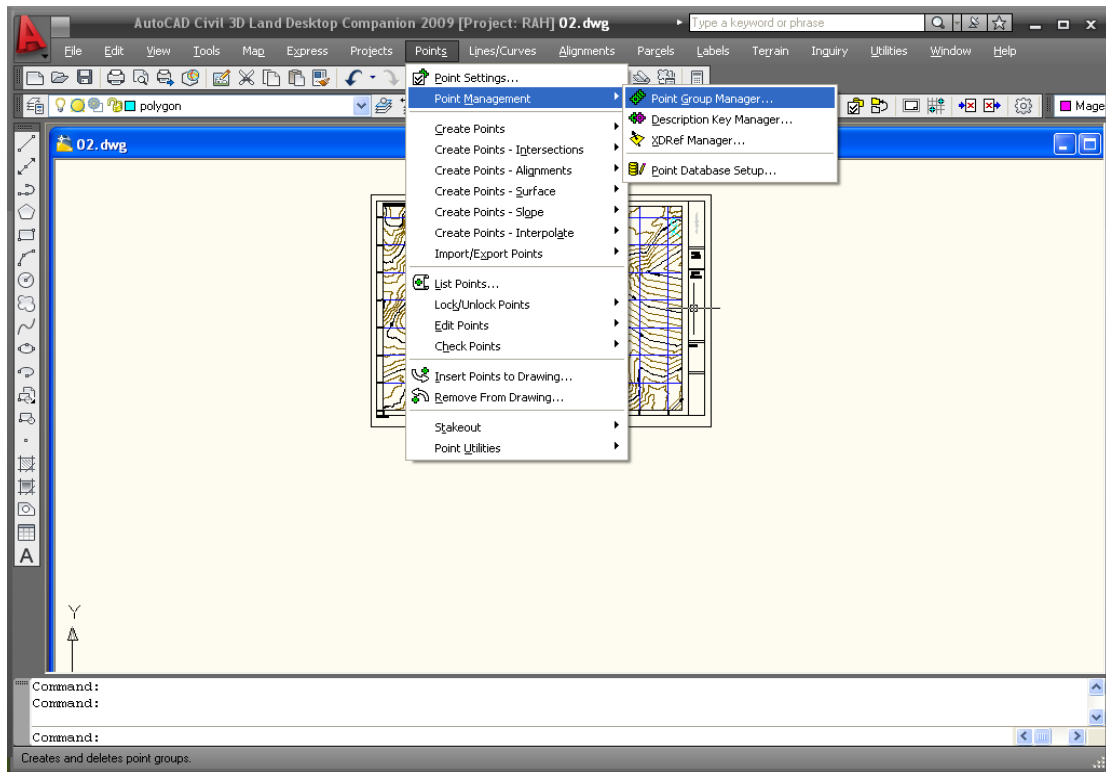 AutoCAD Civil 3D Land Desktop Companion 2009 [Project: RAH] 02.dwg
Type a keyword or phrase
File Edit View Tools Map Express Projects Points Lines/Curves Alignments Parcels Labels Terrain Inquiry Utilities Window Help
polygon
Mage
02.dwg
Point Settings...
Point Management
Create Points
Create Points - Intersections
Create Points - Alignments
Create Points - Surface
Create Points - Slope
Create Points - Interpolate
Import/Export Points
List Points...
Lock/Unlock Points
Edit Points
Check Points
Insert Points to Drawing...
Remove From Drawing...
Stakeout
Point Utilities
Point Group Manager...
Description Key Manager...
XDRef Manager...
Point Database Setup...
A
Y
Command:
Command:
Command:
Creates and deletes point groups.